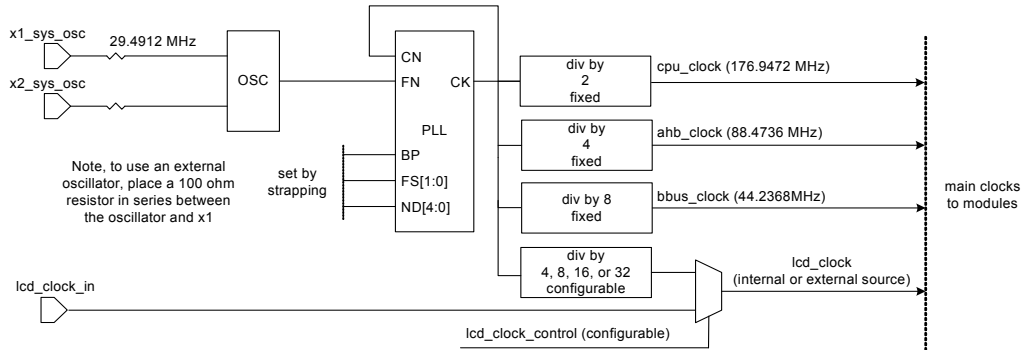 x1_sys_osc
29.4912 MHz
x2_sys_osc
OSC
CN
FN
CK
PLL
BP
FS[1:0]
ND[4:0]
set by
strapping
Note, to use an external
oscillator, place a 100 ohm
resistor in series between
the oscillator and x1
div by
2
fixed
cpu_clock (176.9472 MHz)
div by
4
fixed
ahb_clock (88.4736 MHz)
div by 8
fixed
bbus_clock (44.2368MHz)
main clocks
to modules
div by
4, 8, 16, or 32
configurable
lcd_clock
(internal or external source)
lcd_clock_in
lcd_clock_control (configurable)